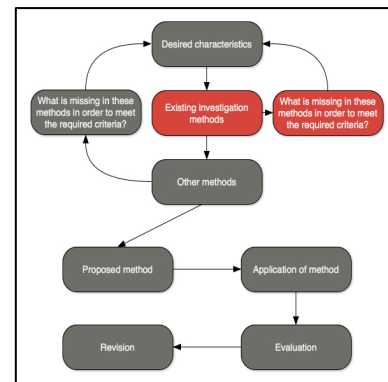 Desired characteristics
What is missing in these
methods in order to meet
the required criteria?
Existing investigation
methods
What is missing in these
methods in order to meet
the required criteria?
Other methods
Proposed method
Application of method
Revision
Evaluation